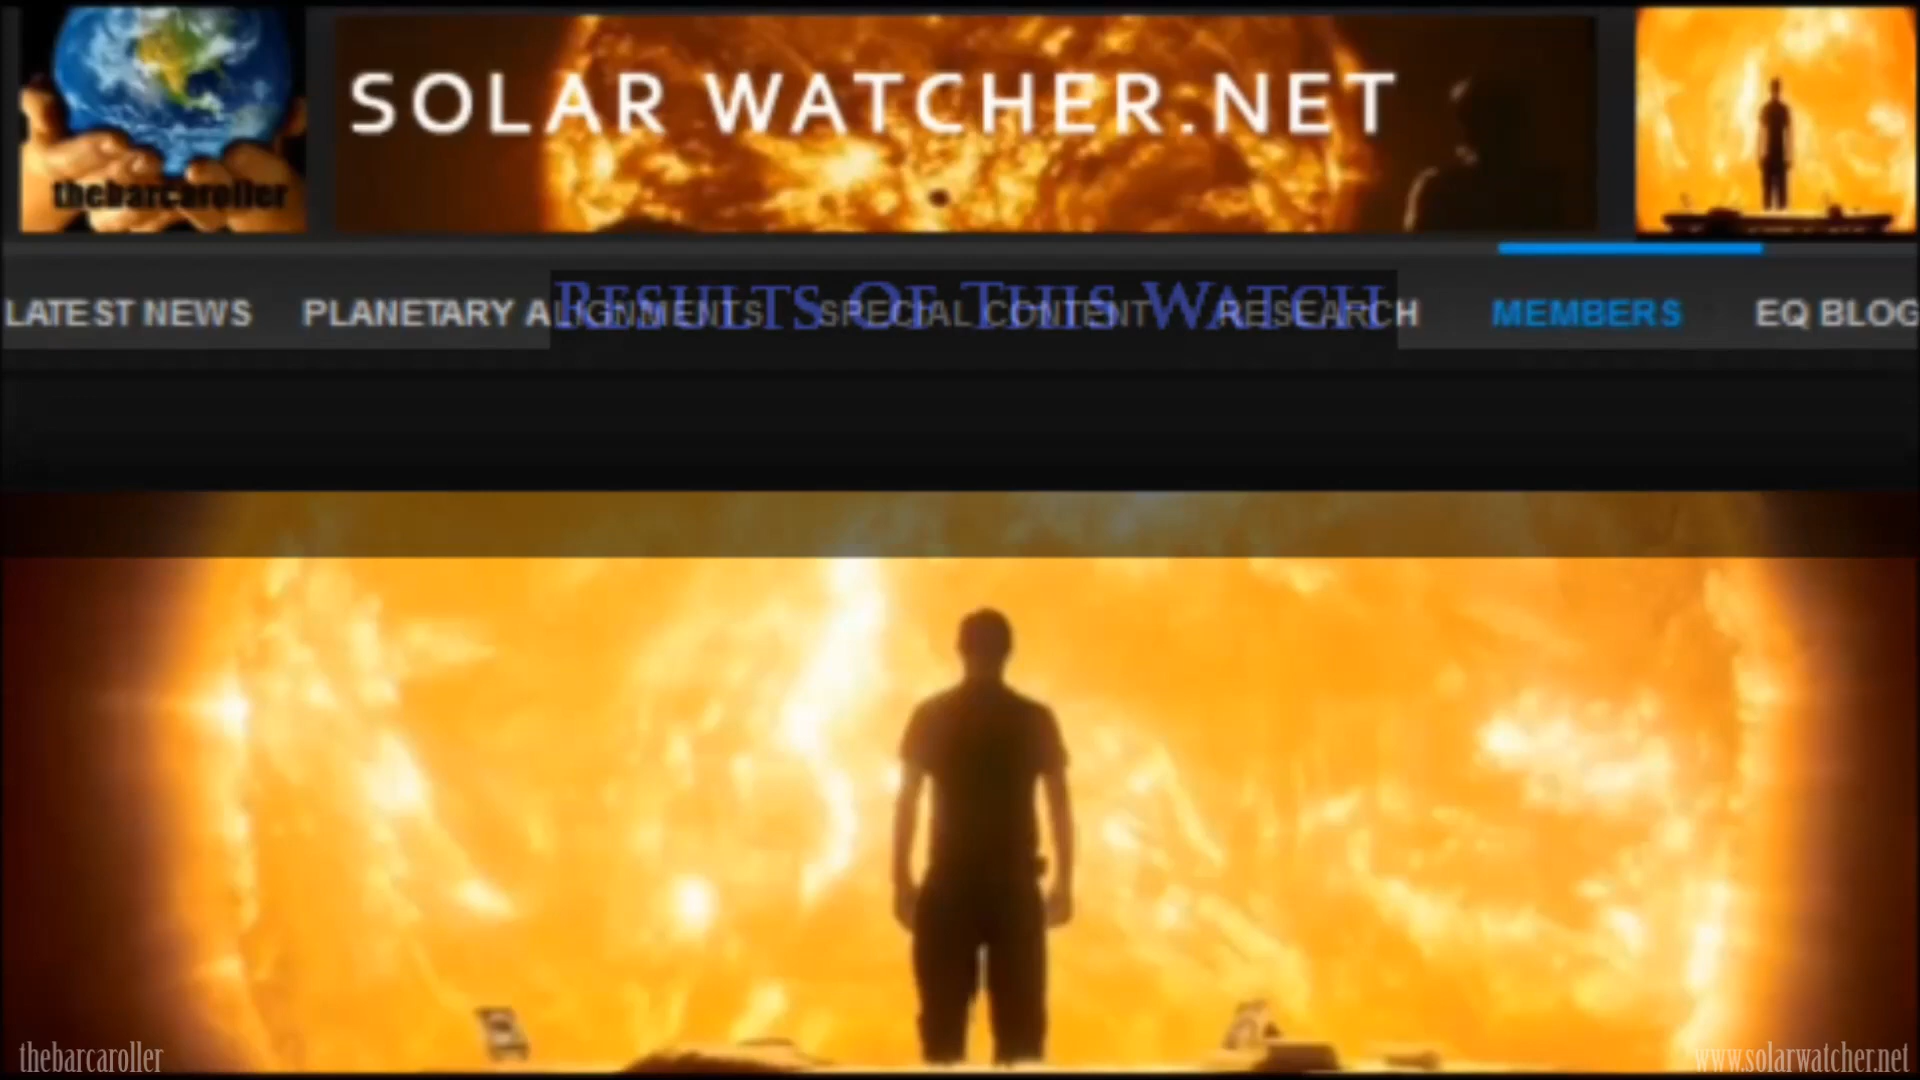 SOLAR WATCHER.NET
thebarcaroller
LATEST NEWS PLANETARY ALIGNMENTS SPECIAL CONTENT RESEARCH MEMBERS EQ BLOG
RESULTS OF THIS WATCH
thebarcaroller
www.solarwatcher.net